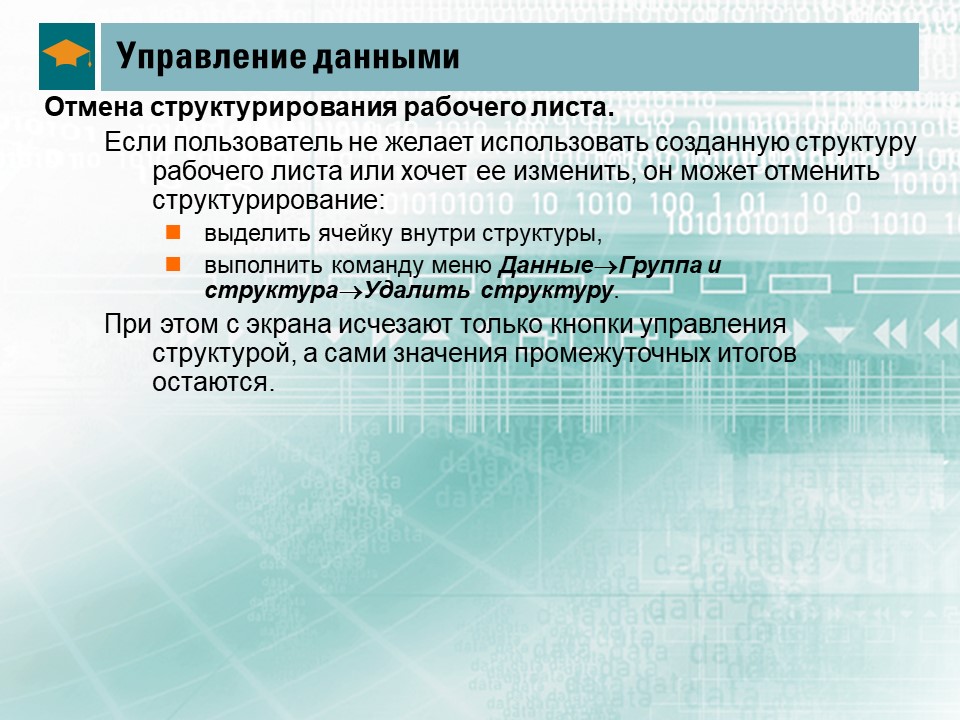 Управление данными
Отмена структурирования рабочего листа.
Если пользователь не желает использовать созданную структуру
рабочего листа или хочет ее изменить, он может отменить
структурирование:
выделить ячейку внутри структуры,
выполнить команду меню Данные→Группа и
структура→Удалить структуру.
При этом с экрана исчезают только кнопки управления
структурой, а сами значения промежуточных итогов
остаются.